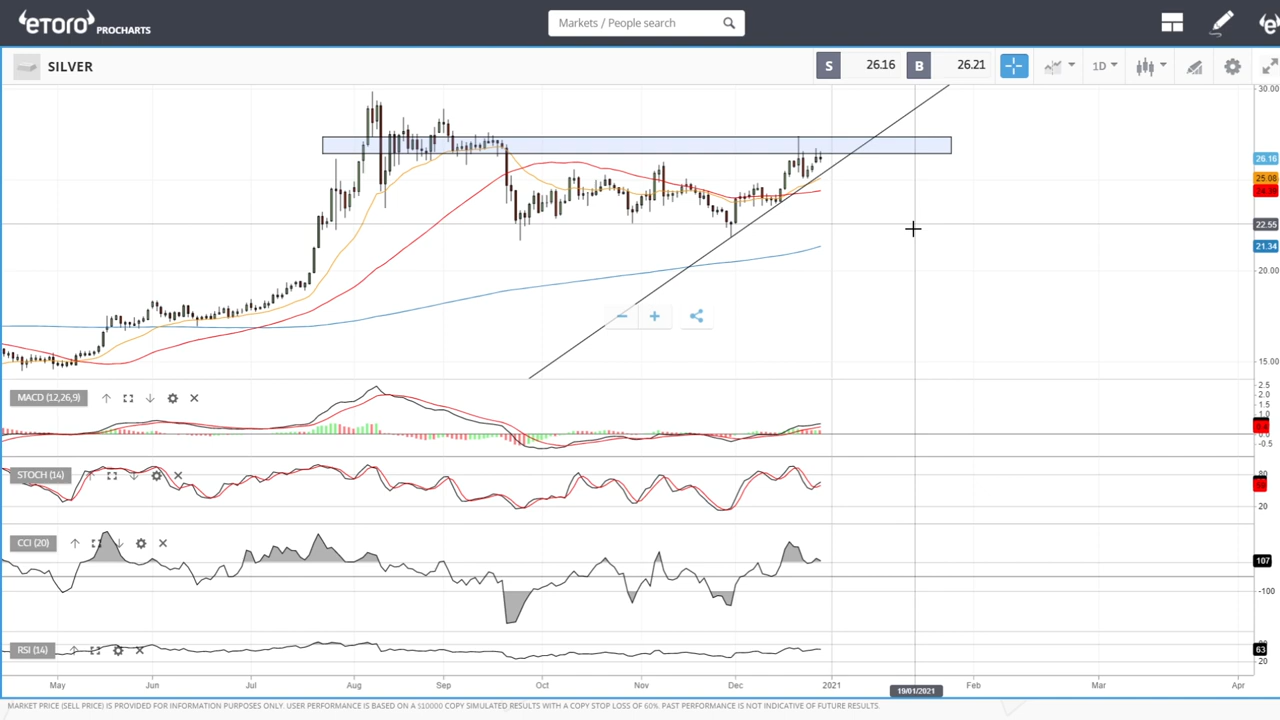 eToro PROCHARTS
Markets / People search
SILVER
S 26.16 B 26.21
1D
30.00
26.16
25.08
22.55
21.34
20.00
15.00
MACD (12,26,9)
2.5
2.0
1.5
1.0
0.5
-0.5
STOCH (14)
80
20
CCI (20)
107
-100
RSI (14)
63
20
May Jun Jul Aug Sep Oct Nov Dec 2021 Feb Mar Apr
19/01/2021
MARKET PRICE (SELL PRICE) IS PROVIDED FOR INFORMATION PURPOSES ONLY. USER PERFORMANCE IS BASED ON A $10000 COPY SIMULATED RESULTS WITH A COPY STOP LOSS OF 60%. PAST PERFORMANCE IS NOT INDICATIVE OF FUTURE RESULTS.